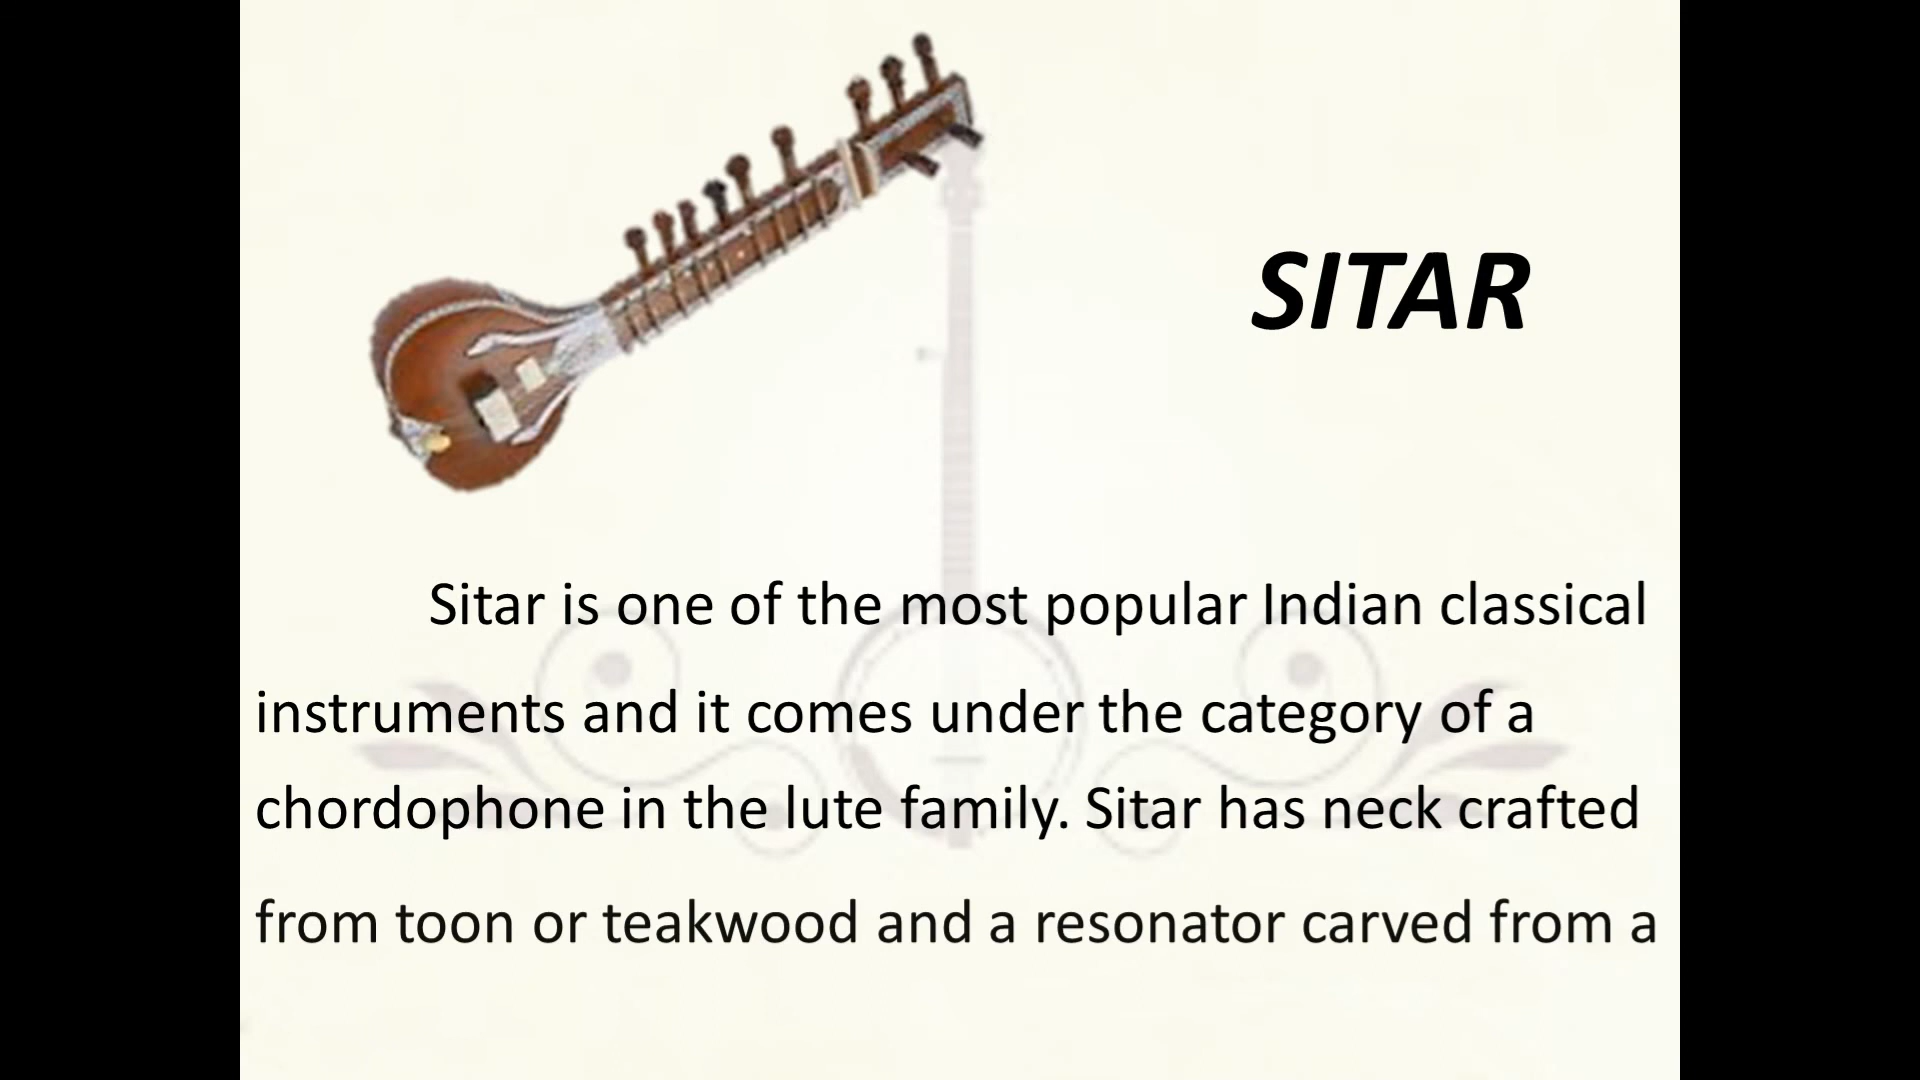 SITAR
Sitar is one of the most popular Indian classical
instruments and it comes under the category of a
chordophone in the lute family. Sitar has neck crafted
from toon or teakwood and a resonator carved from a